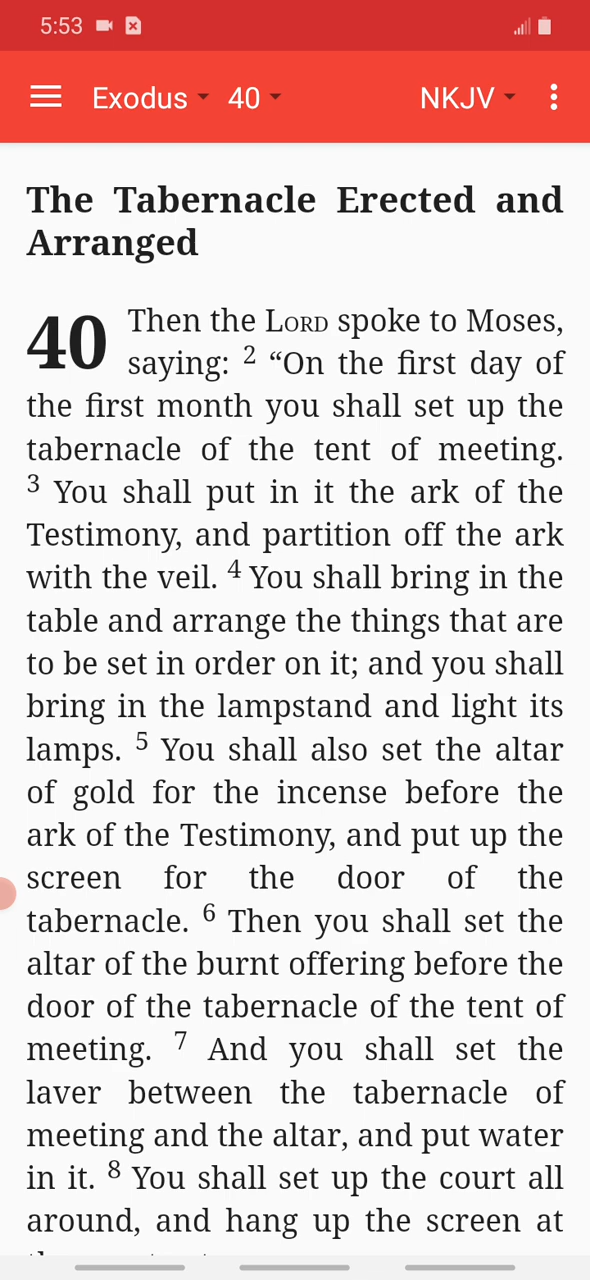 5:53
Exodus 40 NKJV
The Tabernacle Erected and
Arranged
40 Then the LORD spoke to Moses,
saying: 2 “On the first day of
the first month you shall set up the
tabernacle of the tent of meeting.
3 You shall put in it the ark of the
Testimony, and partition off the ark
with the veil. 4 You shall bring in the
table and arrange the things that are
to be set in order on it; and you shall
bring in the lampstand and light its
lamps. 5 You shall also set the altar
of gold for the incense before the
ark of the Testimony, and put up the
screen for the door of the
tabernacle. 6 Then you shall set the
altar of the burnt offering before the
door of the tabernacle of the tent of
meeting. 7 And you shall set the
laver between the tabernacle of
meeting and the altar, and put water
in it. 8 You shall set up the court all
around, and hang up the screen at